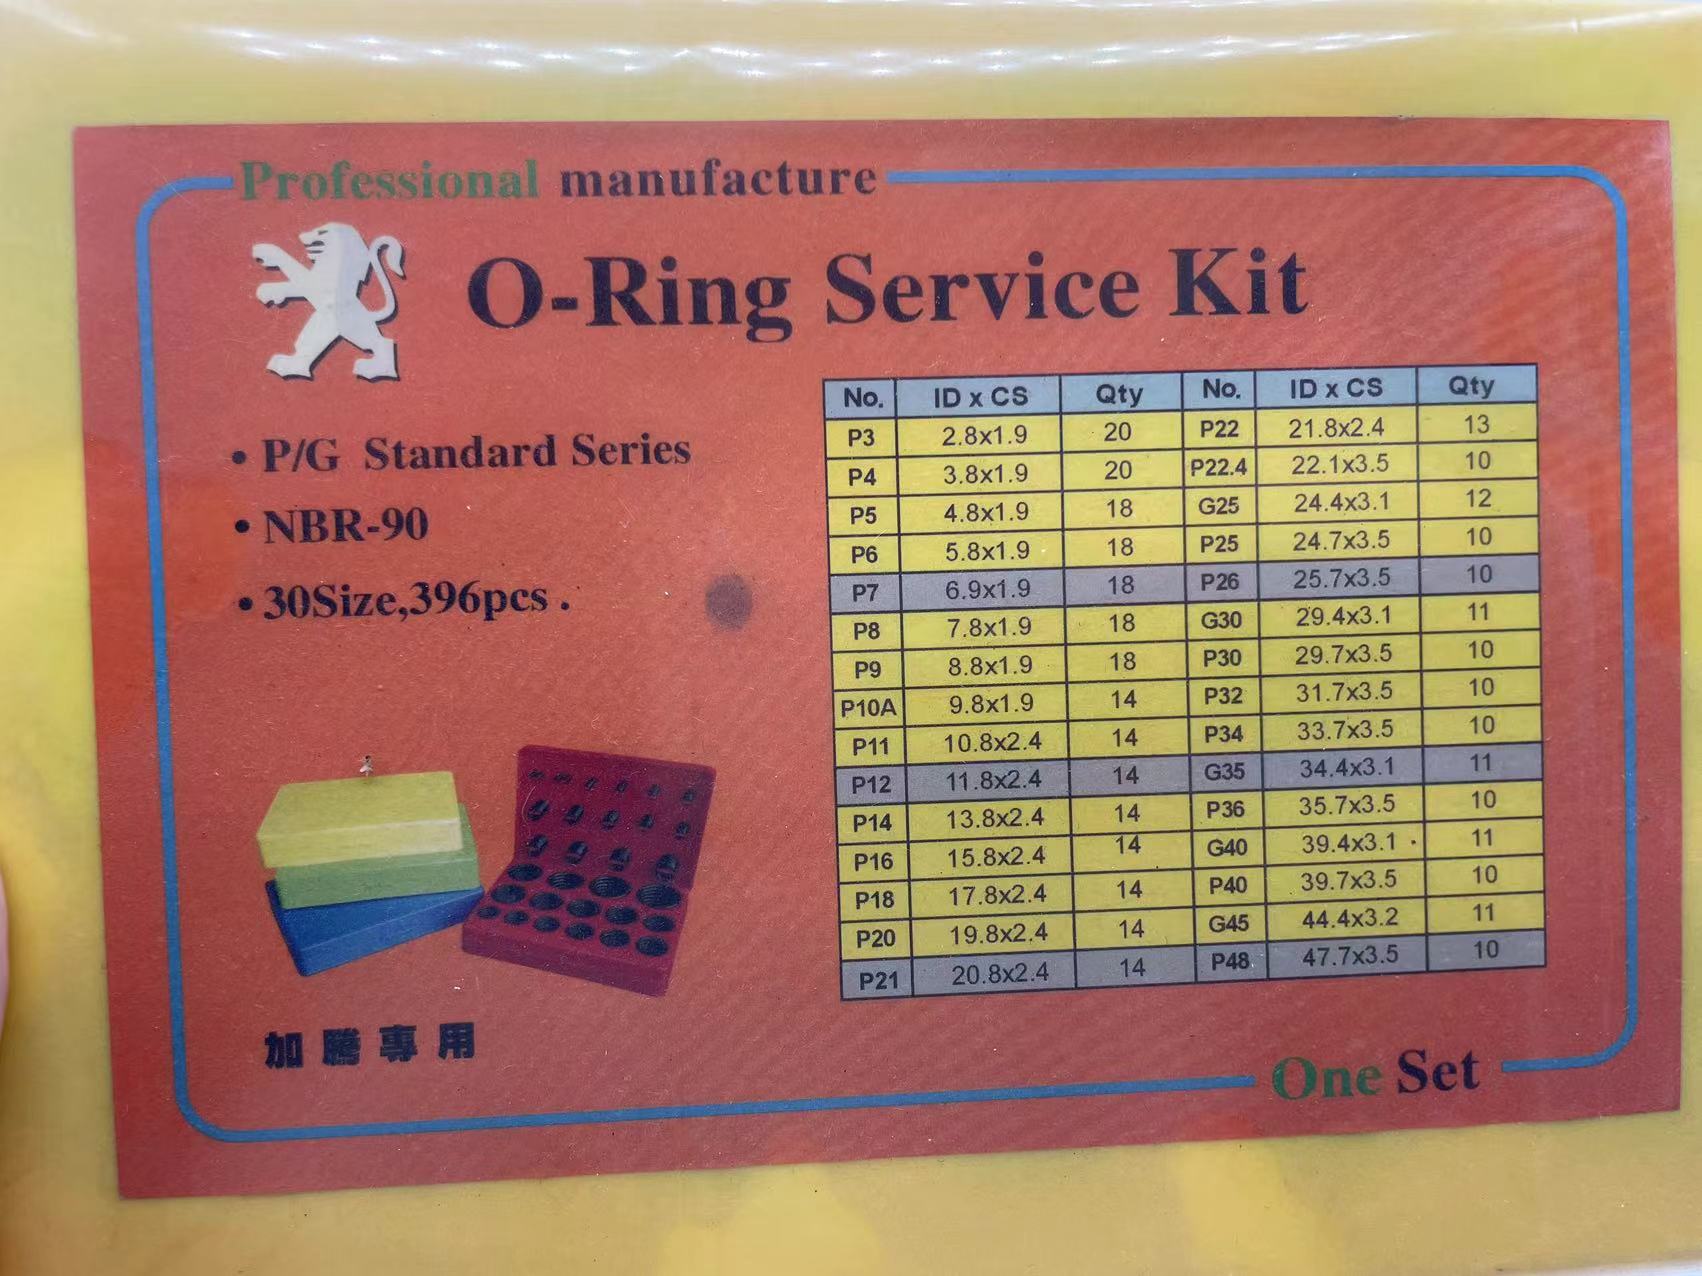 Professional manufacture
O-Ring Service Kit
• P/G Standard Series
• NBR-90
• 30Size,396pcs .
No. ID x CS Qty No. ID x CS Qty
P3 2.8x1.9 20 P22 21.8x2.4 13
P4 3.8x1.9 20 P22.4 22.1x3.5 10
P5 4.8x1.9 18 G25 24.4x3.1 12
P6 5.8x1.9 18 P25 24.7x3.5 10
P7 6.9x1.9 18 P26 25.7x3.5 10
P8 7.8x1.9 18 G30 29.4x3.1 11
P9 8.8x1.9 18 P30 29.7x3.5 10
P10A 9.8x1.9 14 P32 31.7x3.5 10
P11 10.8x2.4 14 P34 33.7x3.5 10
P12 11.8x2.4 14 G35 34.4x3.1 11
P14 13.8x2.4 14 P36 35.7x3.5 10
P16 15.8x2.4 14 G40 39.4x3.1 11
P18 17.8x2.4 14 P40 39.7x3.5 10
P20 19.8x2.4 14 G45 44.4x3.2 11
P21 20.8x2.4 14 P48 47.7x3.5 10
加騰專用
One Set